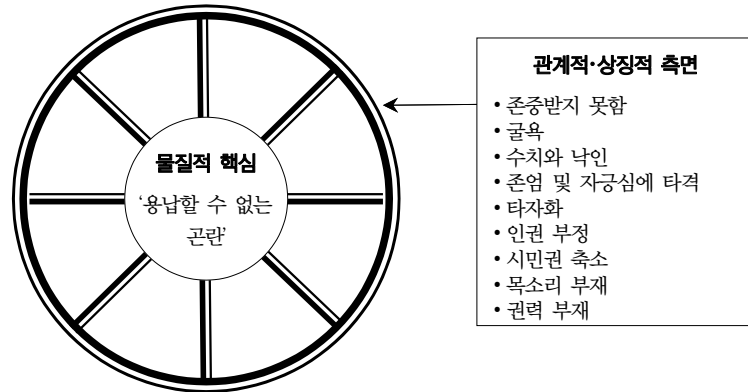 물질적 핵심
‘용납할 수 없는
곤란’
관계적·상징적 측면
• 존중받지 못함
• 굴욕
• 수치와 낙인
• 존엄 및 자긍심에 타격
• 타자화
• 인권 부정
• 시민권 축소
• 목소리 부재
• 권력 부재